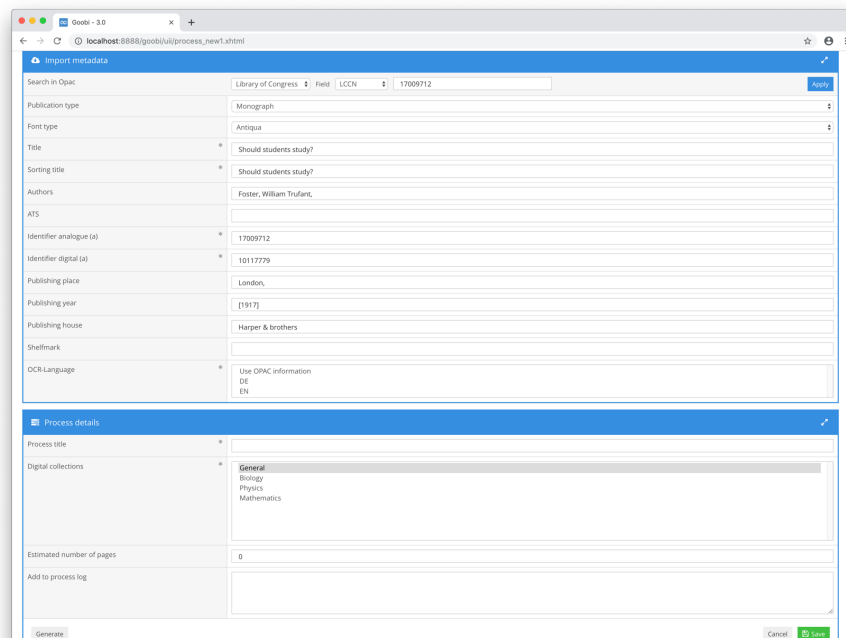 Goobi - 3.0
localhost:8888/goobi/uii/process_new1.xhtml
Import metadata
Search in Opac Library of Congress Field LCCN 17009712 Apply
Publication type Monograph
Font type Antiqua
Title * Should students study?
Sorting title * Should students study?
Authors Foster, William Trufant,
ATS
Identifier analogue (a) * 17009712
Identifier digital (a) * 10117779
Publishing place London,
Publishing year [1917]
Publishing house Harper & brothers
Shelfmark
OCR-Language * Use OPAC information
DE
EN
Process details
Process title *
Digital collections * General
Biology
Physics
Mathematics
Estimated number of pages 0
Add to process log
Generate Cancel Save